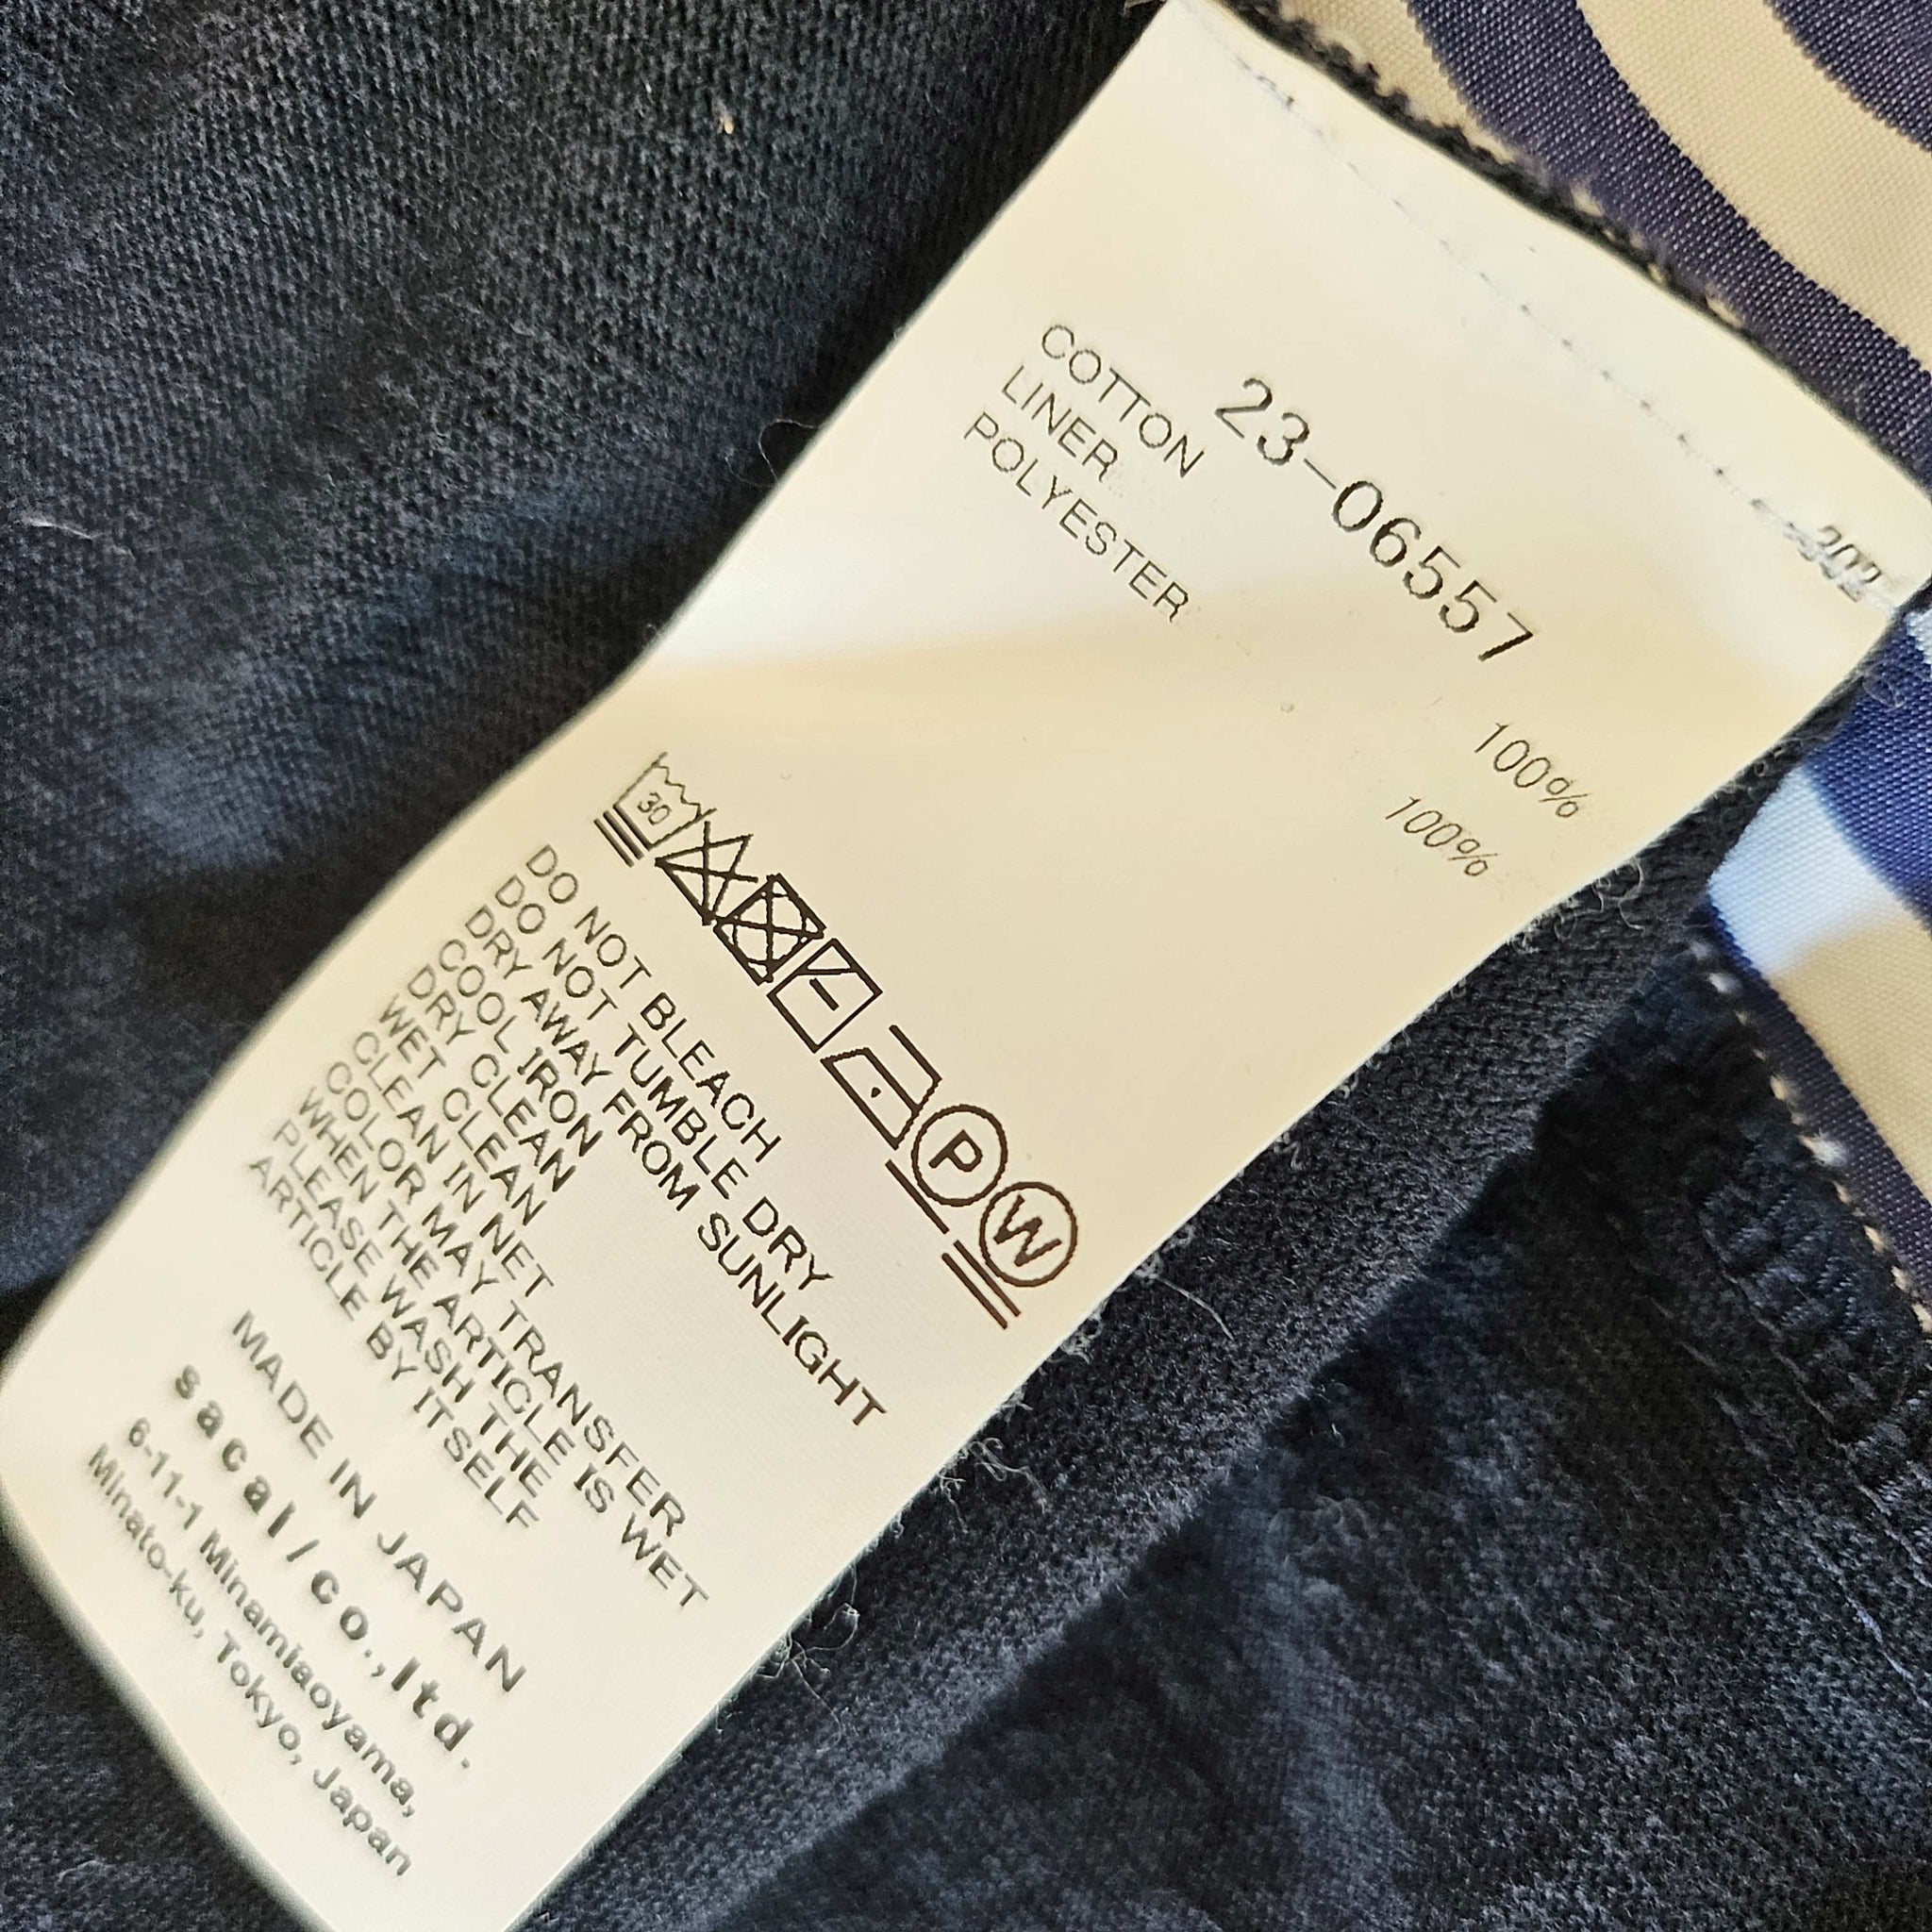 23-06557
COTTON 100%
LINER
POLYESTER 100%
30
P W
DO NOT BLEACH
DO NOT TUMBLE DRY
DRY AWAY FROM SUNLIGHT
COOL IRON
DRY CLEAN
WET CLEAN
CLEAN IN NET
COLOR MAY TRANSFER
WHEN THE ARTICLE IS WET
PLEASE WASH THE
ARTICLE BY ITSELF
MADE IN JAPAN
sacai/co.,ltd.
6-11-1 Minamiaoyama,
Minato-ku, Tokyo, Japan